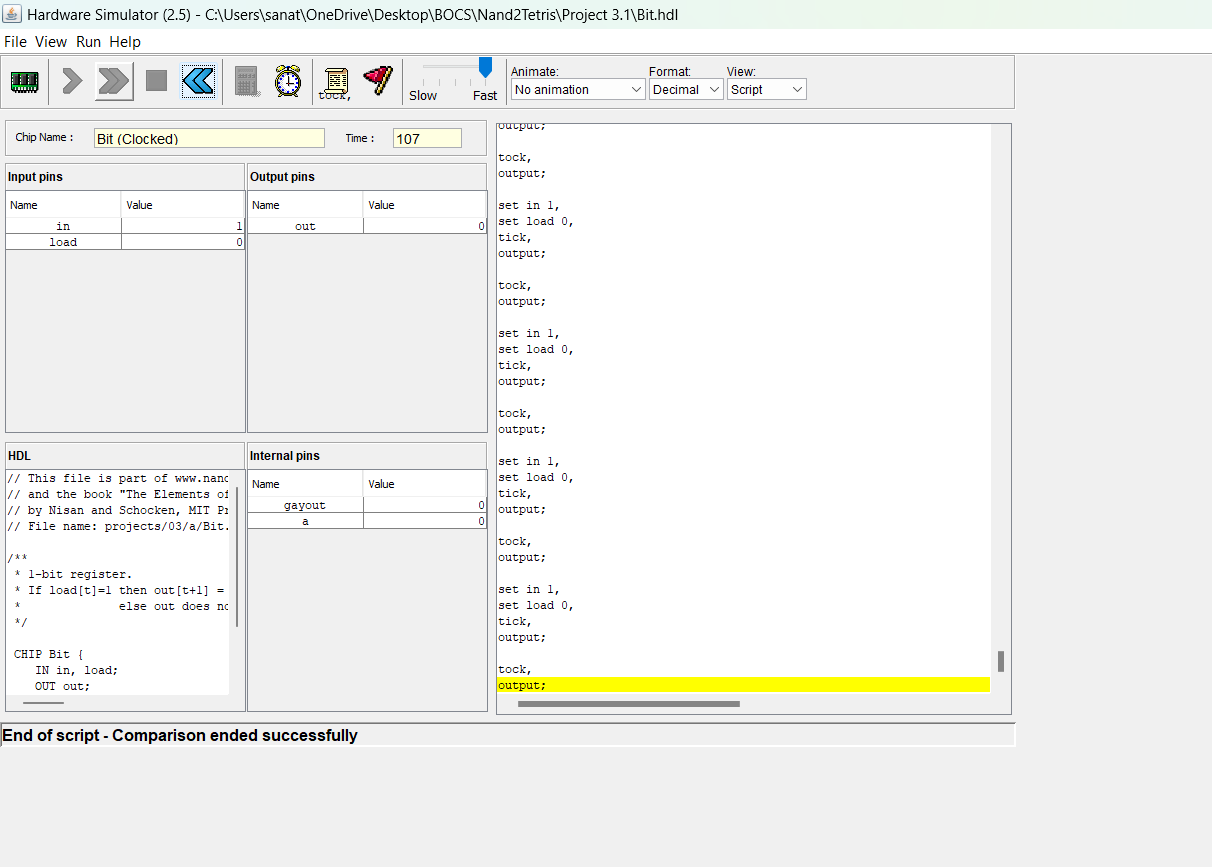 Hardware Simulator (2.5) - C:\Users\sanat\OneDrive\Desktop\BOCS\Nand2Tetris\Project 3.1\Bit.hdl
File View Run Help
tock,
Slow Fast
Animate: Format: View:
No animation Decimal Script
Chip Name : Bit (Clocked) Time : 107
Input pins
Name Value
in 1
load 0
Output pins
Name Value
out 0
HDL
// This file is part of www.nand
// and the book "The Elements of
// by Nisan and Schocken, MIT Pr
// File name: projects/03/a/Bit.
/**
* 1-bit register.
* If load[t]=1 then out[t+1] =
* else out does no
*/
CHIP Bit {
IN in, load;
OUT out;
Internal pins
Name Value
gayout 0
a 0
output;
tock,
output;
set in 1,
set load 0,
tick,
output;
tock,
output;
set in 1,
set load 0,
tick,
output;
tock,
output;
set in 1,
set load 0,
tick,
output;
tock,
output;
set in 1,
set load 0,
tick,
output;
tock,
output;
End of script - Comparison ended successfully